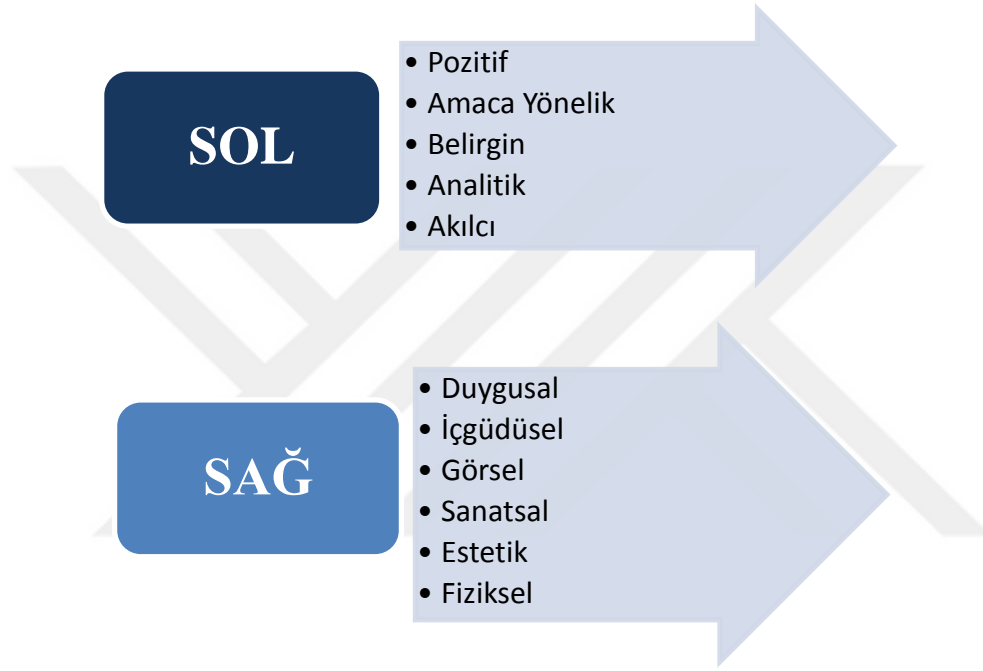 SOL
• Pozitif
• Amaca Yönelik
• Belirgin
• Analitik
• Akılcı
SAĞ
• Duygusal
• İçgüdüsel
• Görsel
• Sanatsal
• Estetik
• Fiziksel